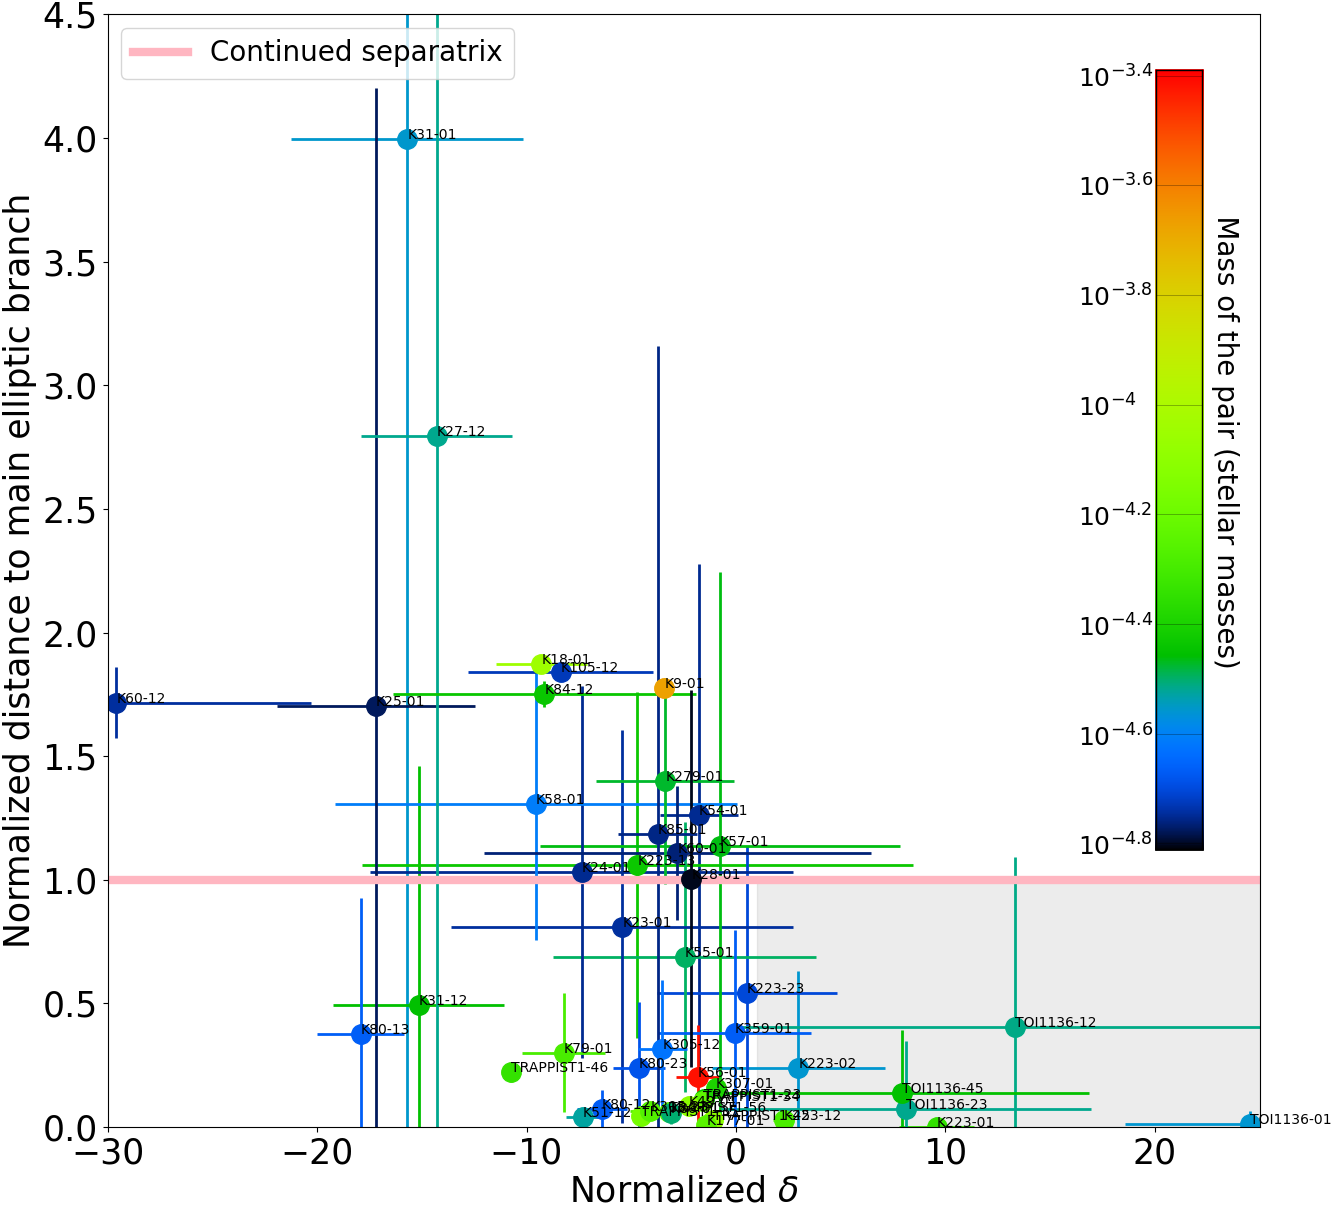 Continued separatrix
4.5
4.0
3.5
3.0
2.5
2.0
1.5
1.0
0.5
0.0
Normalized distance to main elliptic branch
−30
−20
−10
0
10
20
Normalized δ
10^−3.4
10^−3.6
10^−3.8
10^−4
10^−4.2
10^−4.4
10^−4.6
10^−4.8
Mass of the pair (stellar masses)
K31-01
K27-12
K18-01
K105-12
K84-12
K9-01
K60-12
K25-01
K279-01
K58-01
K54-01
K85-01
K57-01
K60-01
K223-13
K24-01
K28-01
K23-01
K55-01
K223-23
K31-12
K80-13
K359-01
TOI1136-12
K305-12
K79-01
K80-23
K223-02
TRAPPIST1-46
K56-01
K307-01
TOI1136-45
K80-12
K51-12
TOI1136-23
K223-12
K223-01
TOI1136-01